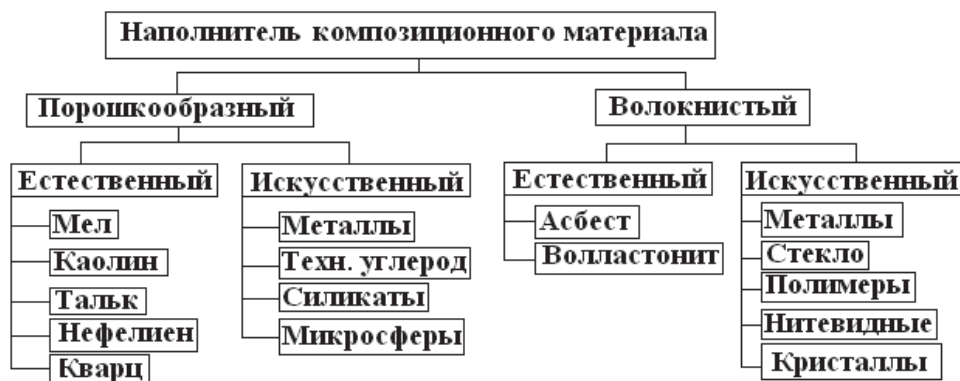 Наполнитель композиционного материала
Порошкообразный
Волокнистый
Естественный
Искусственный
Естественный
Искусственный
Мел
Каолин
Тальк
Нефелиен
Кварц
Металлы
Техн. углерод
Силикаты
Микросферы
Асбест
Волластонит
Металлы
Стекло
Полимеры
Нитевидные
Кристаллы